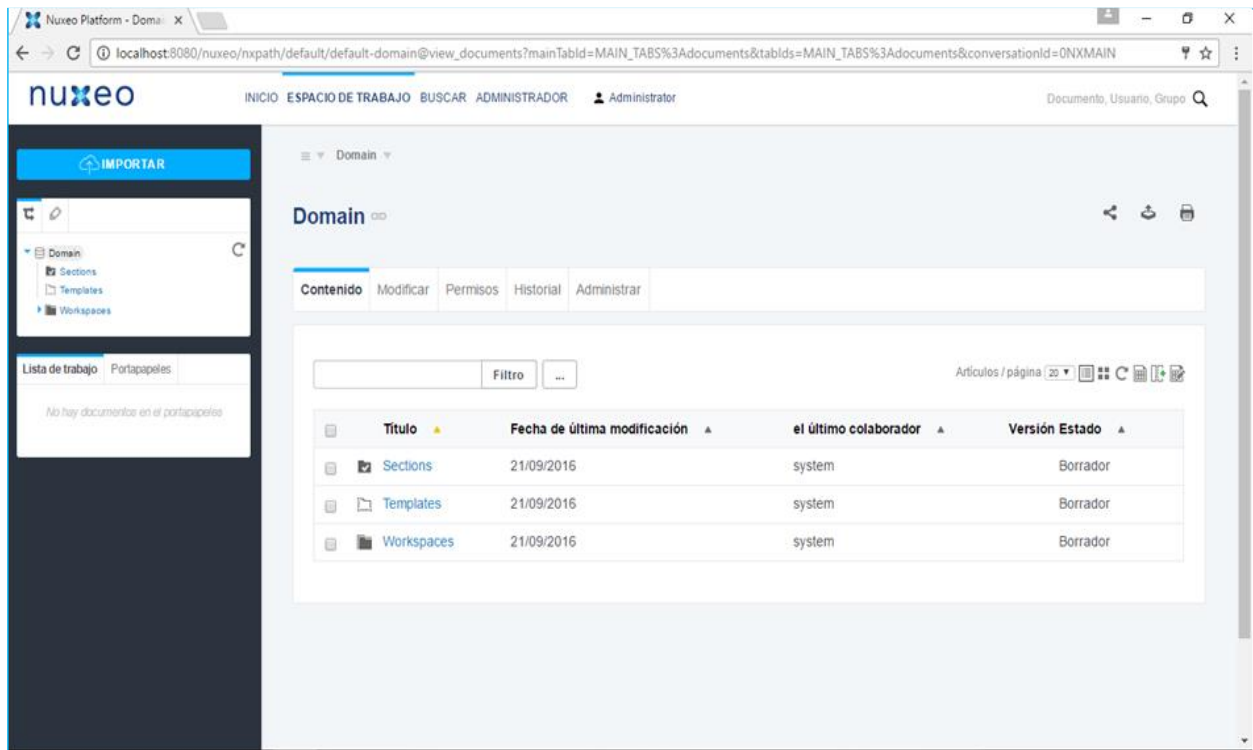 Nuxeo Platform - Domai
localhost:8080/nuxeo/nxpath/default/default-domain@view_documents?mainTabId=MAIN_TABS%3Adocuments&tabIds=MAIN_TABS%3Adocuments&conversationId=0NXMAIN
nuxeo INICIO ESPACIO DE TRABAJO BUSCAR ADMINISTRADOR Administrator Documento, Usuario, Grupo
IMPORTAR
Domain
Sections
Templates
Workspaces
Lista de trabajo Portapapeles
No hay documentos en el portapapeles
Domain
Domain
Contenido Modificar Permisos Historial Administrar
Filtro ... Artículos / página 20
Título Fecha de última modificación el último colaborador Versión Estado
Sections 21/09/2016 system Borrador
Templates 21/09/2016 system Borrador
Workspaces 21/09/2016 system Borrador